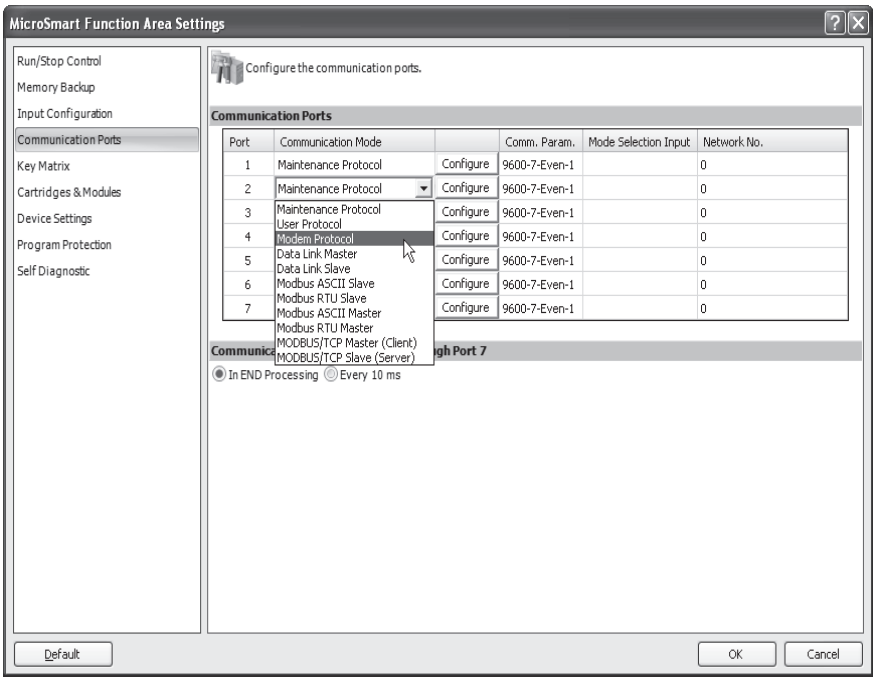 MicroSmart Function Area Settings
Run/Stop Control
Memory Backup
Input Configuration
Communication Ports
Key Matrix
Cartridges & Modules
Device Settings
Program Protection
Self Diagnostic
Configure the communication ports.
Communication Ports
Port Communication Mode Comm. Param. Mode Selection Input Network No.
1 Maintenance Protocol Configure 9600-7-Even-1 0
2 Maintenance Protocol Configure 9600-7-Even-1 0
3 Configure 9600-7-Even-1 0
4 Configure 9600-7-Even-1 0
5 Configure 9600-7-Even-1 0
6 Configure 9600-7-Even-1 0
7 Configure 9600-7-Even-1 0
Maintenance Protocol
User Protocol
Modem Protocol
Data Link Master
Data Link Slave
Modbus ASCII Slave
Modbus RTU Slave
Modbus ASCII Master
Modbus RTU Master
MODBUS/TCP Master (Client)
MODBUS/TCP Slave (Server)
Port 7
In END Processing Every 10 ms
Default OK Cancel